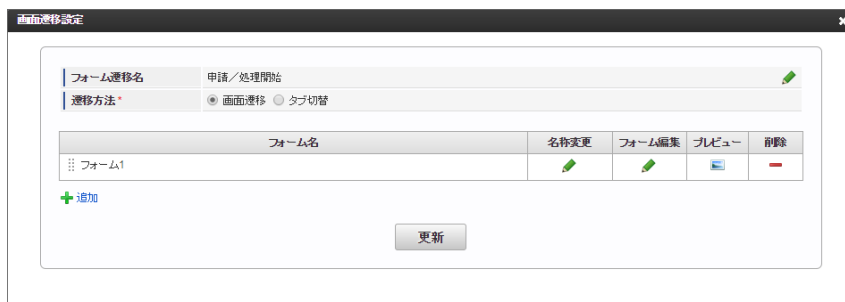 画面遷移設定
フォーム遷移名 申請／処理開始
遷移方法* 画面遷移 タブ切替
フォーム名 名称変更 フォーム編集 プレビュー 削除
フォーム1
追加
更新